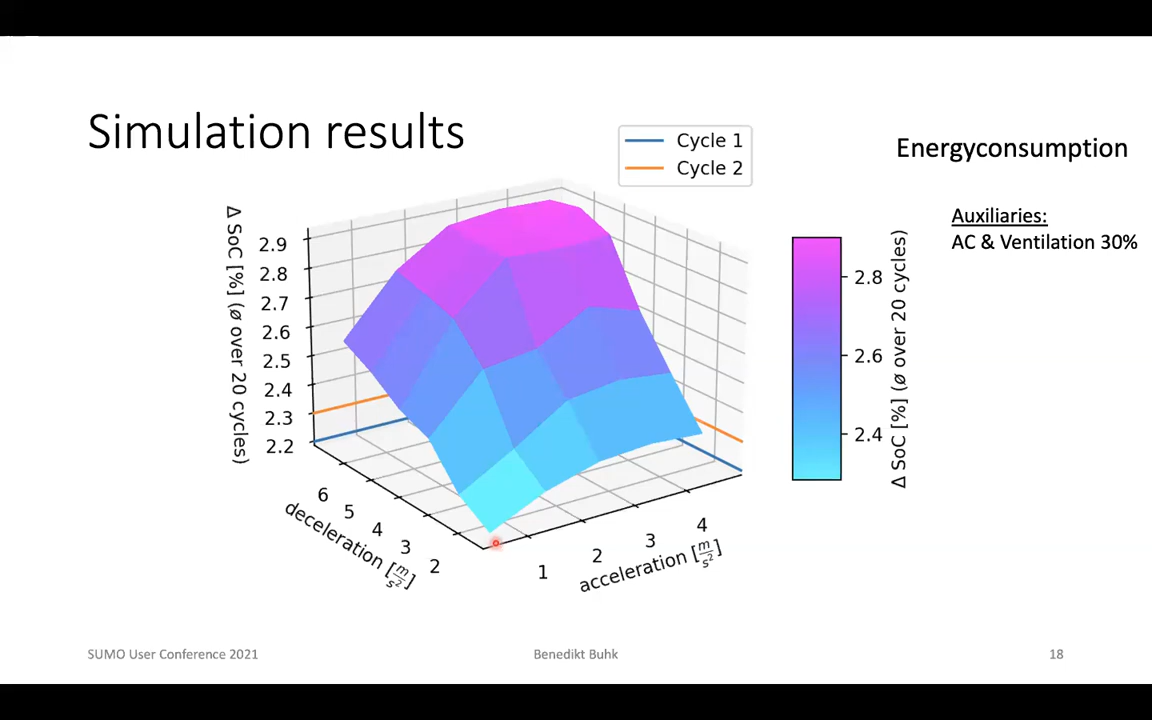 Simulation results
Cycle 1
Cycle 2
Energyconsumption
Auxiliaries:
AC & Ventilation 30%
Δ SoC [%] (ø over 20 cycles)
2.9
2.8
2.7
2.6
2.5
2.4
2.3
2.2
6
5
4
3
2
deceleration [m/s²]
1
2
3
4
acceleration [m/s²]
2.8
2.6
2.4
Δ SoC [%] (ø over 20 cycles)
SUMO User Conference 2021
Benedikt Buhk
18